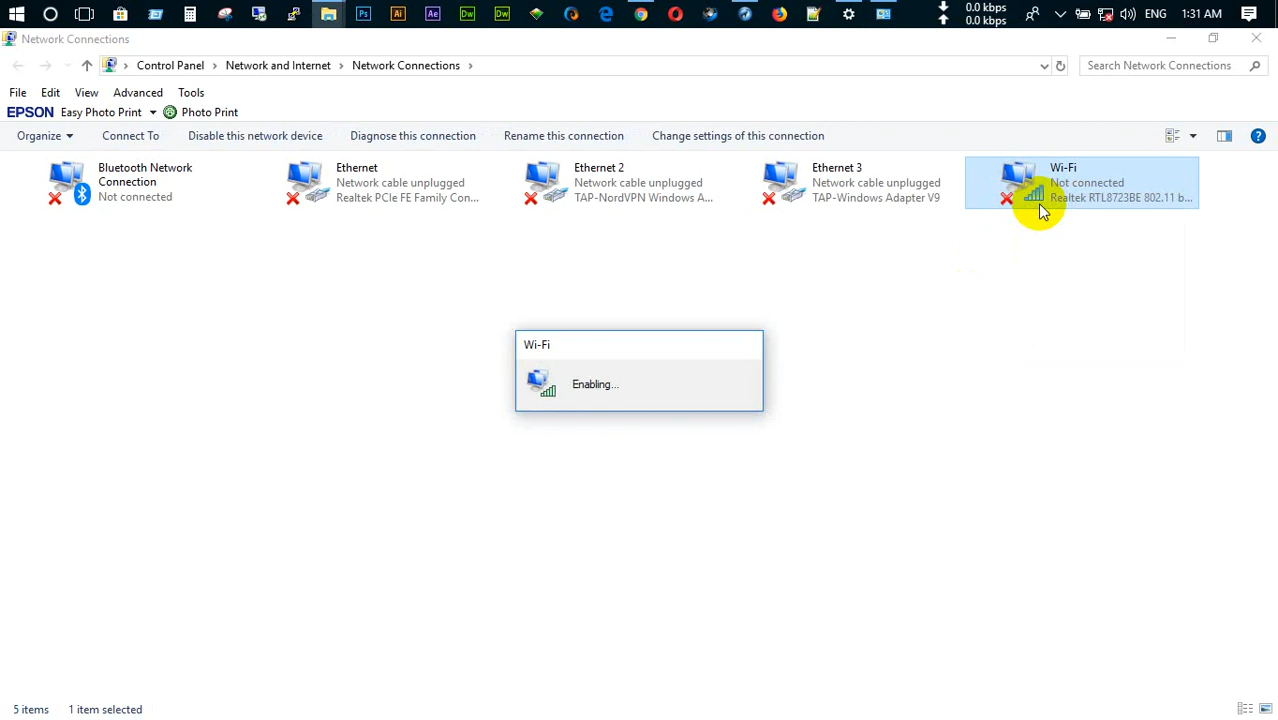 0.0 kbps
0.0 kbps
ENG
1:31 AM
Network Connections
Control Panel
Network and Internet
Network Connections
Search Network Connections
File
Edit
View
Advanced
Tools
EPSON
Easy Photo Print
Photo Print
Organize
Connect To
Disable this network device
Diagnose this connection
Rename this connection
Change settings of this connection
Bluetooth Network
Connection
Not connected
Ethernet
Network cable unplugged
Realtek PCIe FE Family Con...
Ethernet 2
Network cable unplugged
TAP-NordVPN Windows A...
Ethernet 3
Network cable unplugged
TAP-Windows Adapter V9
Wi-Fi
Not connected
Realtek RTL8723BE 802.11 b...
Wi-Fi
Enabling...
5 items
1 item selected